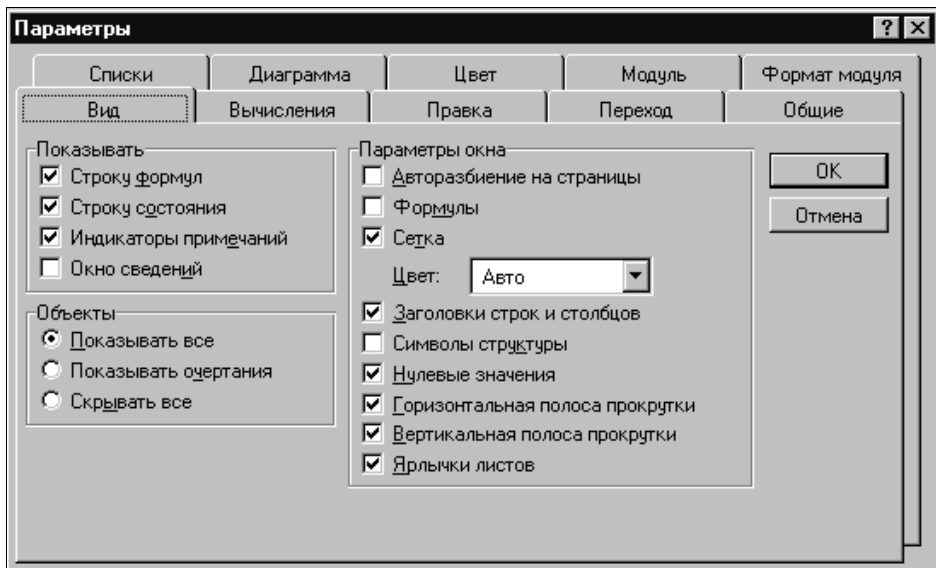 Параметры
Списки
Диаграмма
Цвет
Модуль
Формат модуля
Вид
Вычисления
Правка
Переход
Общие
Показывать
Строку формул
Строку состояния
Индикаторы примечаний
Окно сведений
Объекты
Показывать все
Показывать очертания
Скрывать все
Параметры окна
Авторазбиение на страницы
Формулы
Сетка
Цвет: Авто
Заголовки строк и столбцов
Символы структуры
Нулевые значения
Горизонтальная полоса прокрутки
Вертикальная полоса прокрутки
Ярлычки листов
OK
Отмена